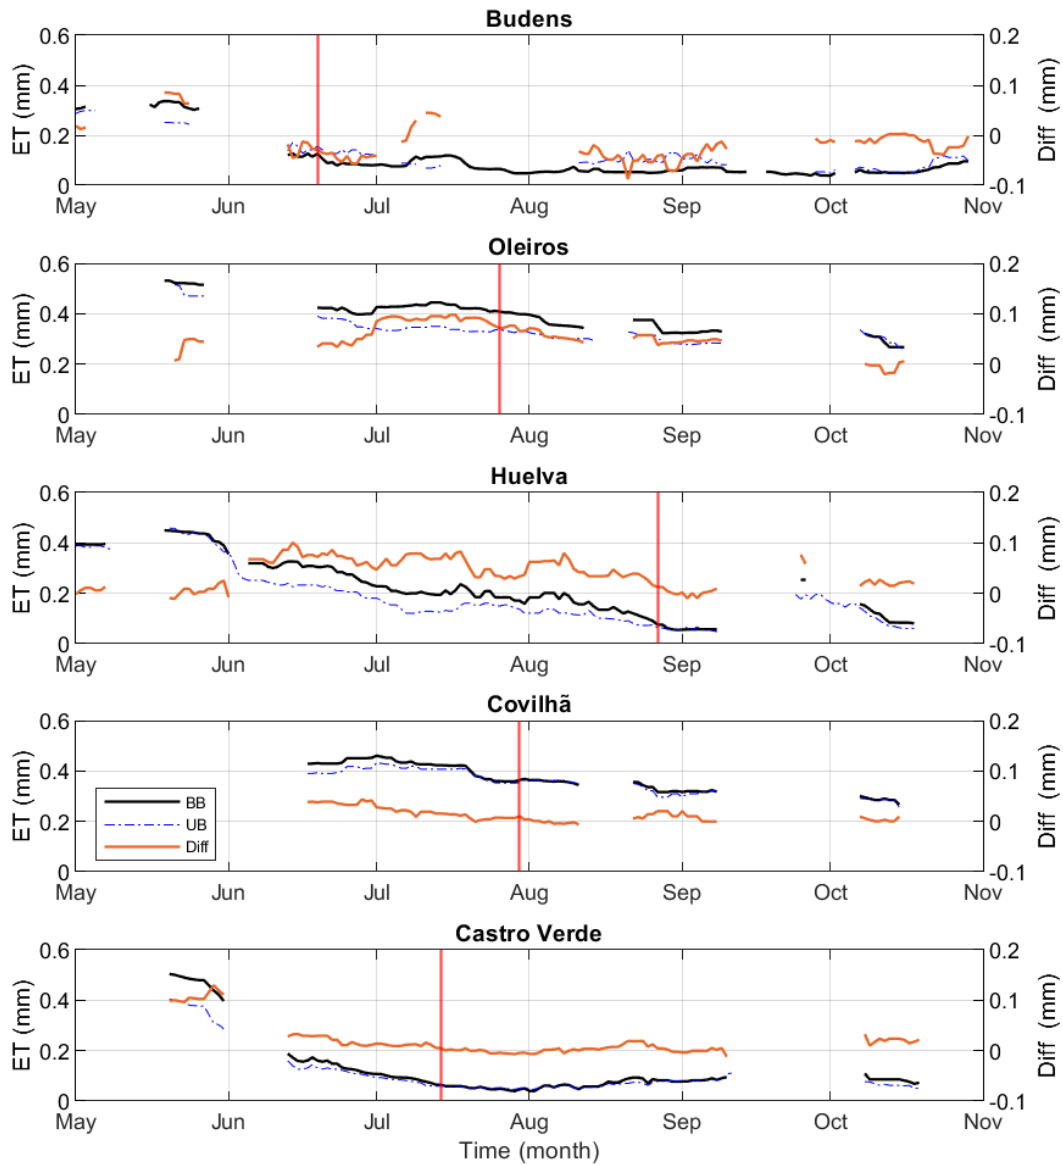 Budens
ET (mm)
0.6
0.4
0.2
0
0.2
0.1
0
-0.1
Diff (mm)
May Jun Jul Aug Sep Oct Nov
Oleiros
ET (mm)
0.6
0.4
0.2
0
0.2
0.1
0
-0.1
Diff (mm)
May Jun Jul Aug Sep Oct Nov
Huelva
ET (mm)
0.6
0.4
0.2
0
0.2
0.1
0
-0.1
Diff (mm)
May Jun Jul Aug Sep Oct Nov
Covilhã
ET (mm)
0.6
0.4
0.2
0
BB
UB
Diff
0.2
0.1
0
-0.1
Diff (mm)
May Jun Jul Aug Sep Oct Nov
Castro Verde
ET (mm)
0.6
0.4
0.2
0
0.2
0.1
0
-0.1
Diff (mm)
May Jun Jul Aug Sep Oct Nov
Time (month)